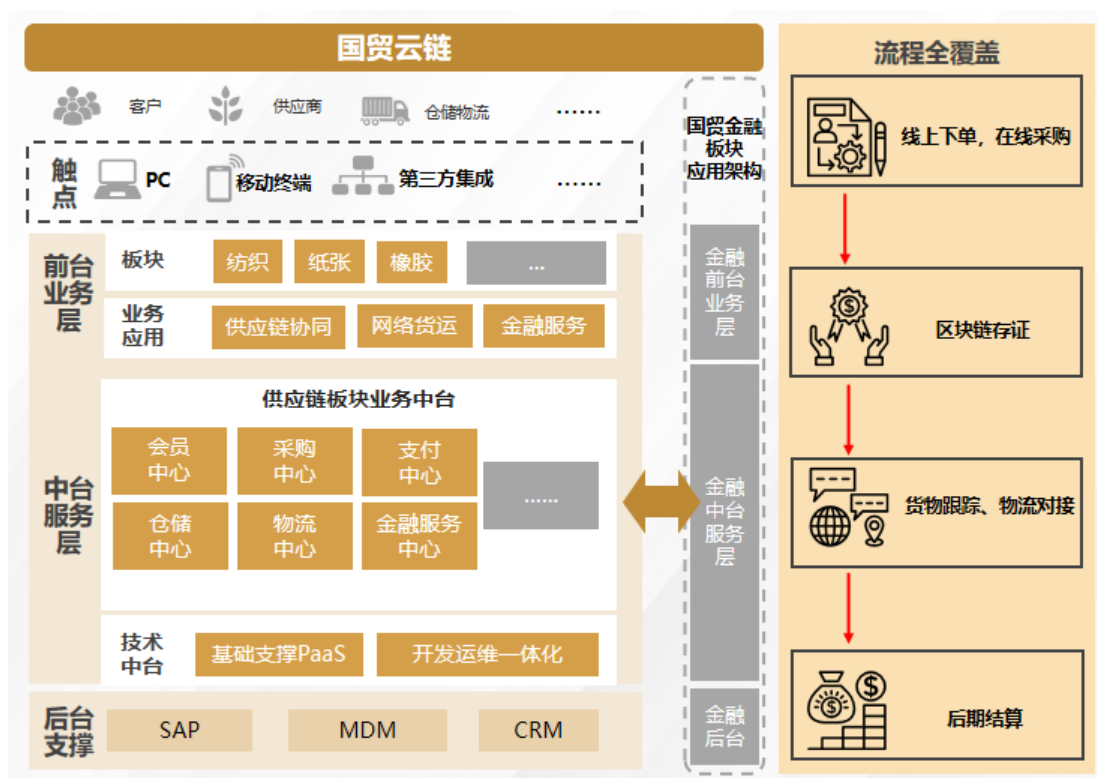 国贸云链
客户
供应商
仓储物流
……
触
点
PC
移动终端
第三方集成
……
前台
业务
层
板块
纺织
纸张
橡胶
...
业务
应用
供应链协同
网络货运
金融服务
中台
服务
层
供应链板块业务中台
会员
中心
采购
中心
支付
中心
……
仓储
中心
物流
中心
金融服务
中心
技术
中台
基础支撑PaaS
开发运维一体化
后台
支撑
SAP
MDM
CRM
国贸金融
板块
应用架构
金融
前台
业务
层
金融
中台
服务
层
金融
后台
流程全覆盖
线上下单，在线采购
区块链存证
货物跟踪、物流对接
后期结算